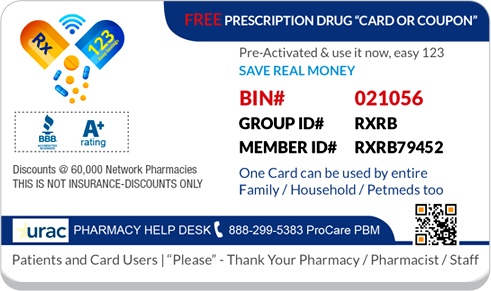 FREE PRESCRIPTION DRUG "CARD OR COUPON"
Rx
123
Pre-Activated & use it now, easy 123
SAVE REAL MONEY
BIN# 021056
GROUP ID# RXRB
MEMBER ID# RXRB79452
BBB
A+
rating
Discounts @ 60,000 Network Pharmacies
THIS IS NOT INSURANCE-DISCOUNTS ONLY
One Card can be used by entire
Family / Household / Petmeds too
urac PHARMACY HELP DESK 888-299-5383 ProCare PBM
Patients and Card Users | "Please" - Thank Your Pharmacy / Pharmacist / Staff